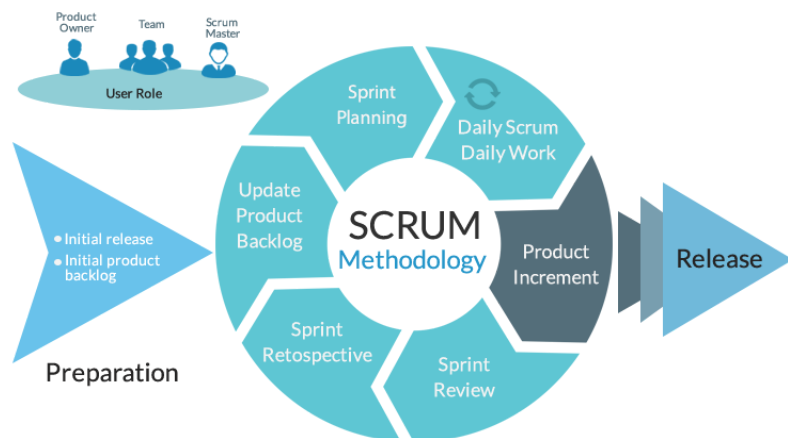 Product
Owner
Team
Scrum
Master
User Role
Sprint
Planning
Daily Scrum
Daily Work
Update
Product
Backlog
SCRUM
Methodology
Product
Increment
Release
• Initial release
• Initial product
backlog
Preparation
Sprint
Retospective
Sprint
Review